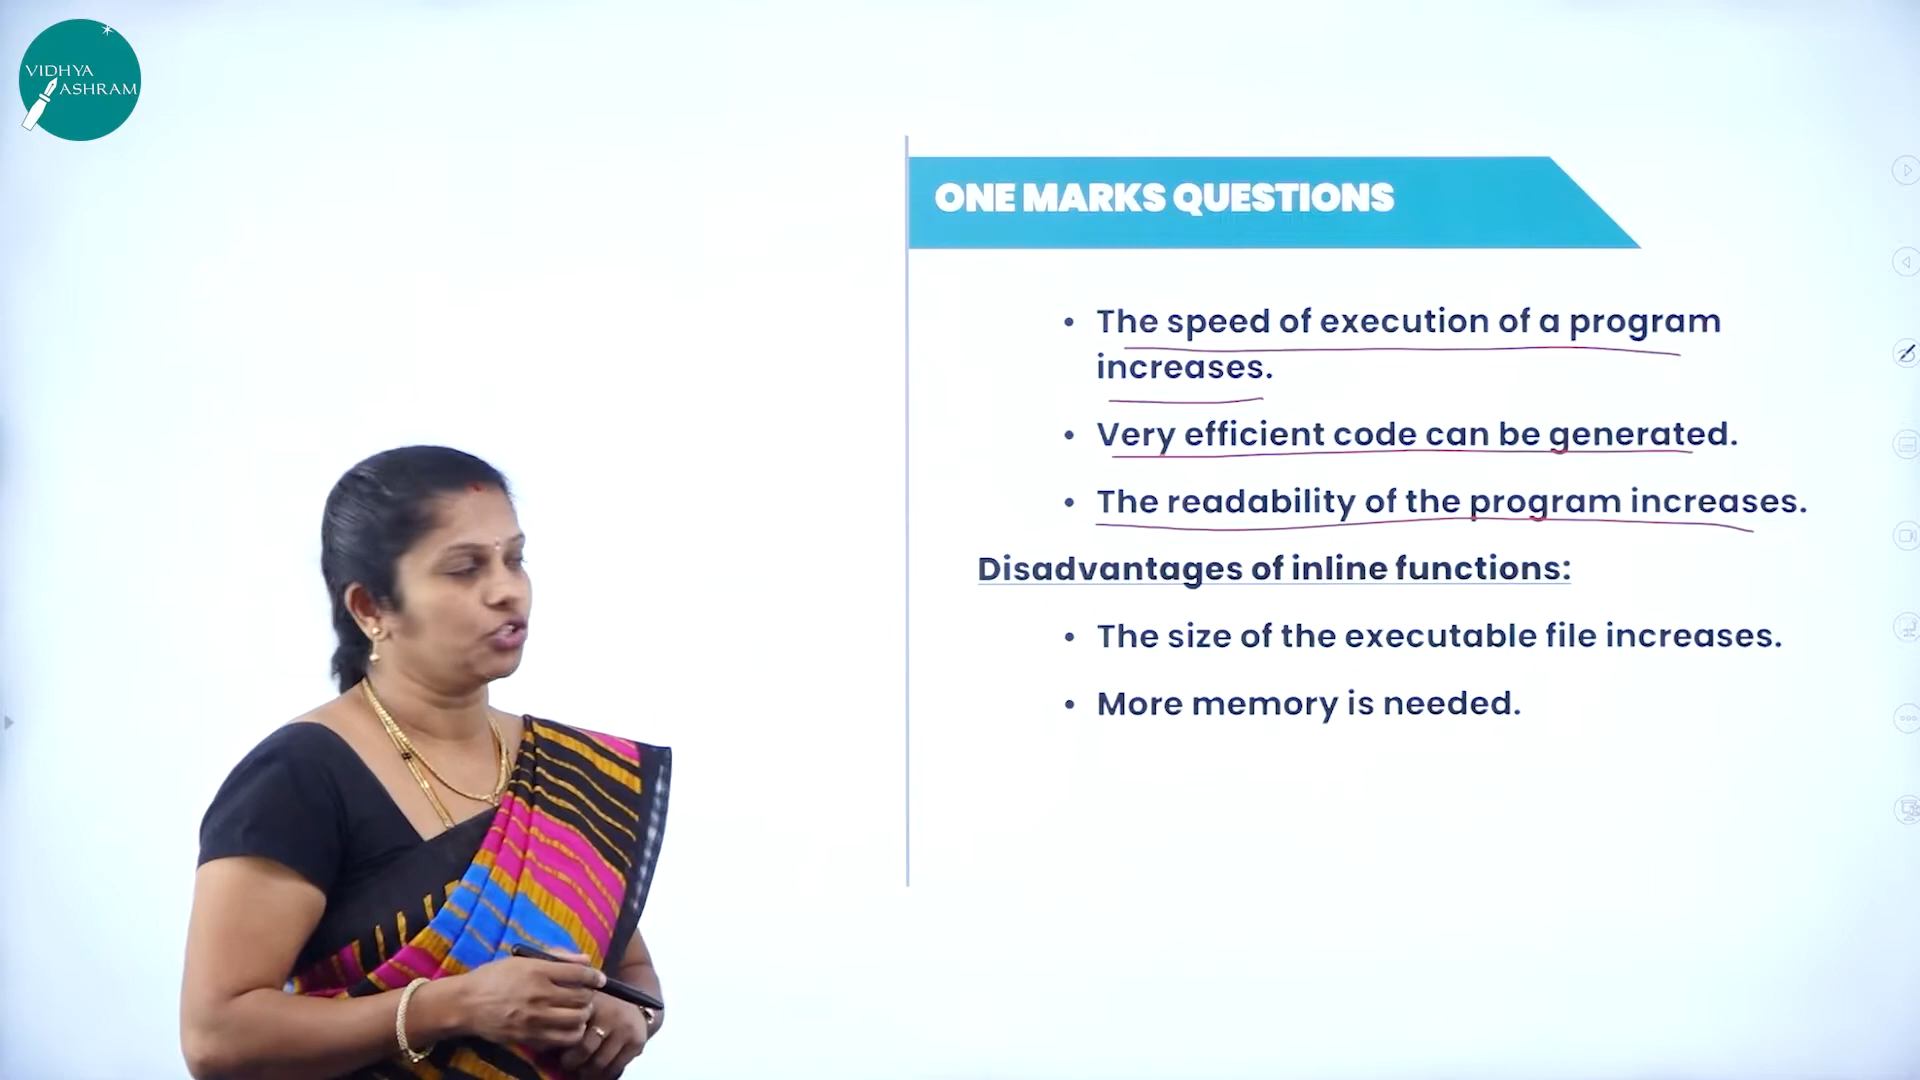 VIDHYA
ASHRAM
ONE MARKS QUESTIONS
• The speed of execution of a program
increases.
• Very efficient code can be generated.
• The readability of the program increases.
Disadvantages of inline functions:
• The size of the executable file increases.
• More memory is needed.